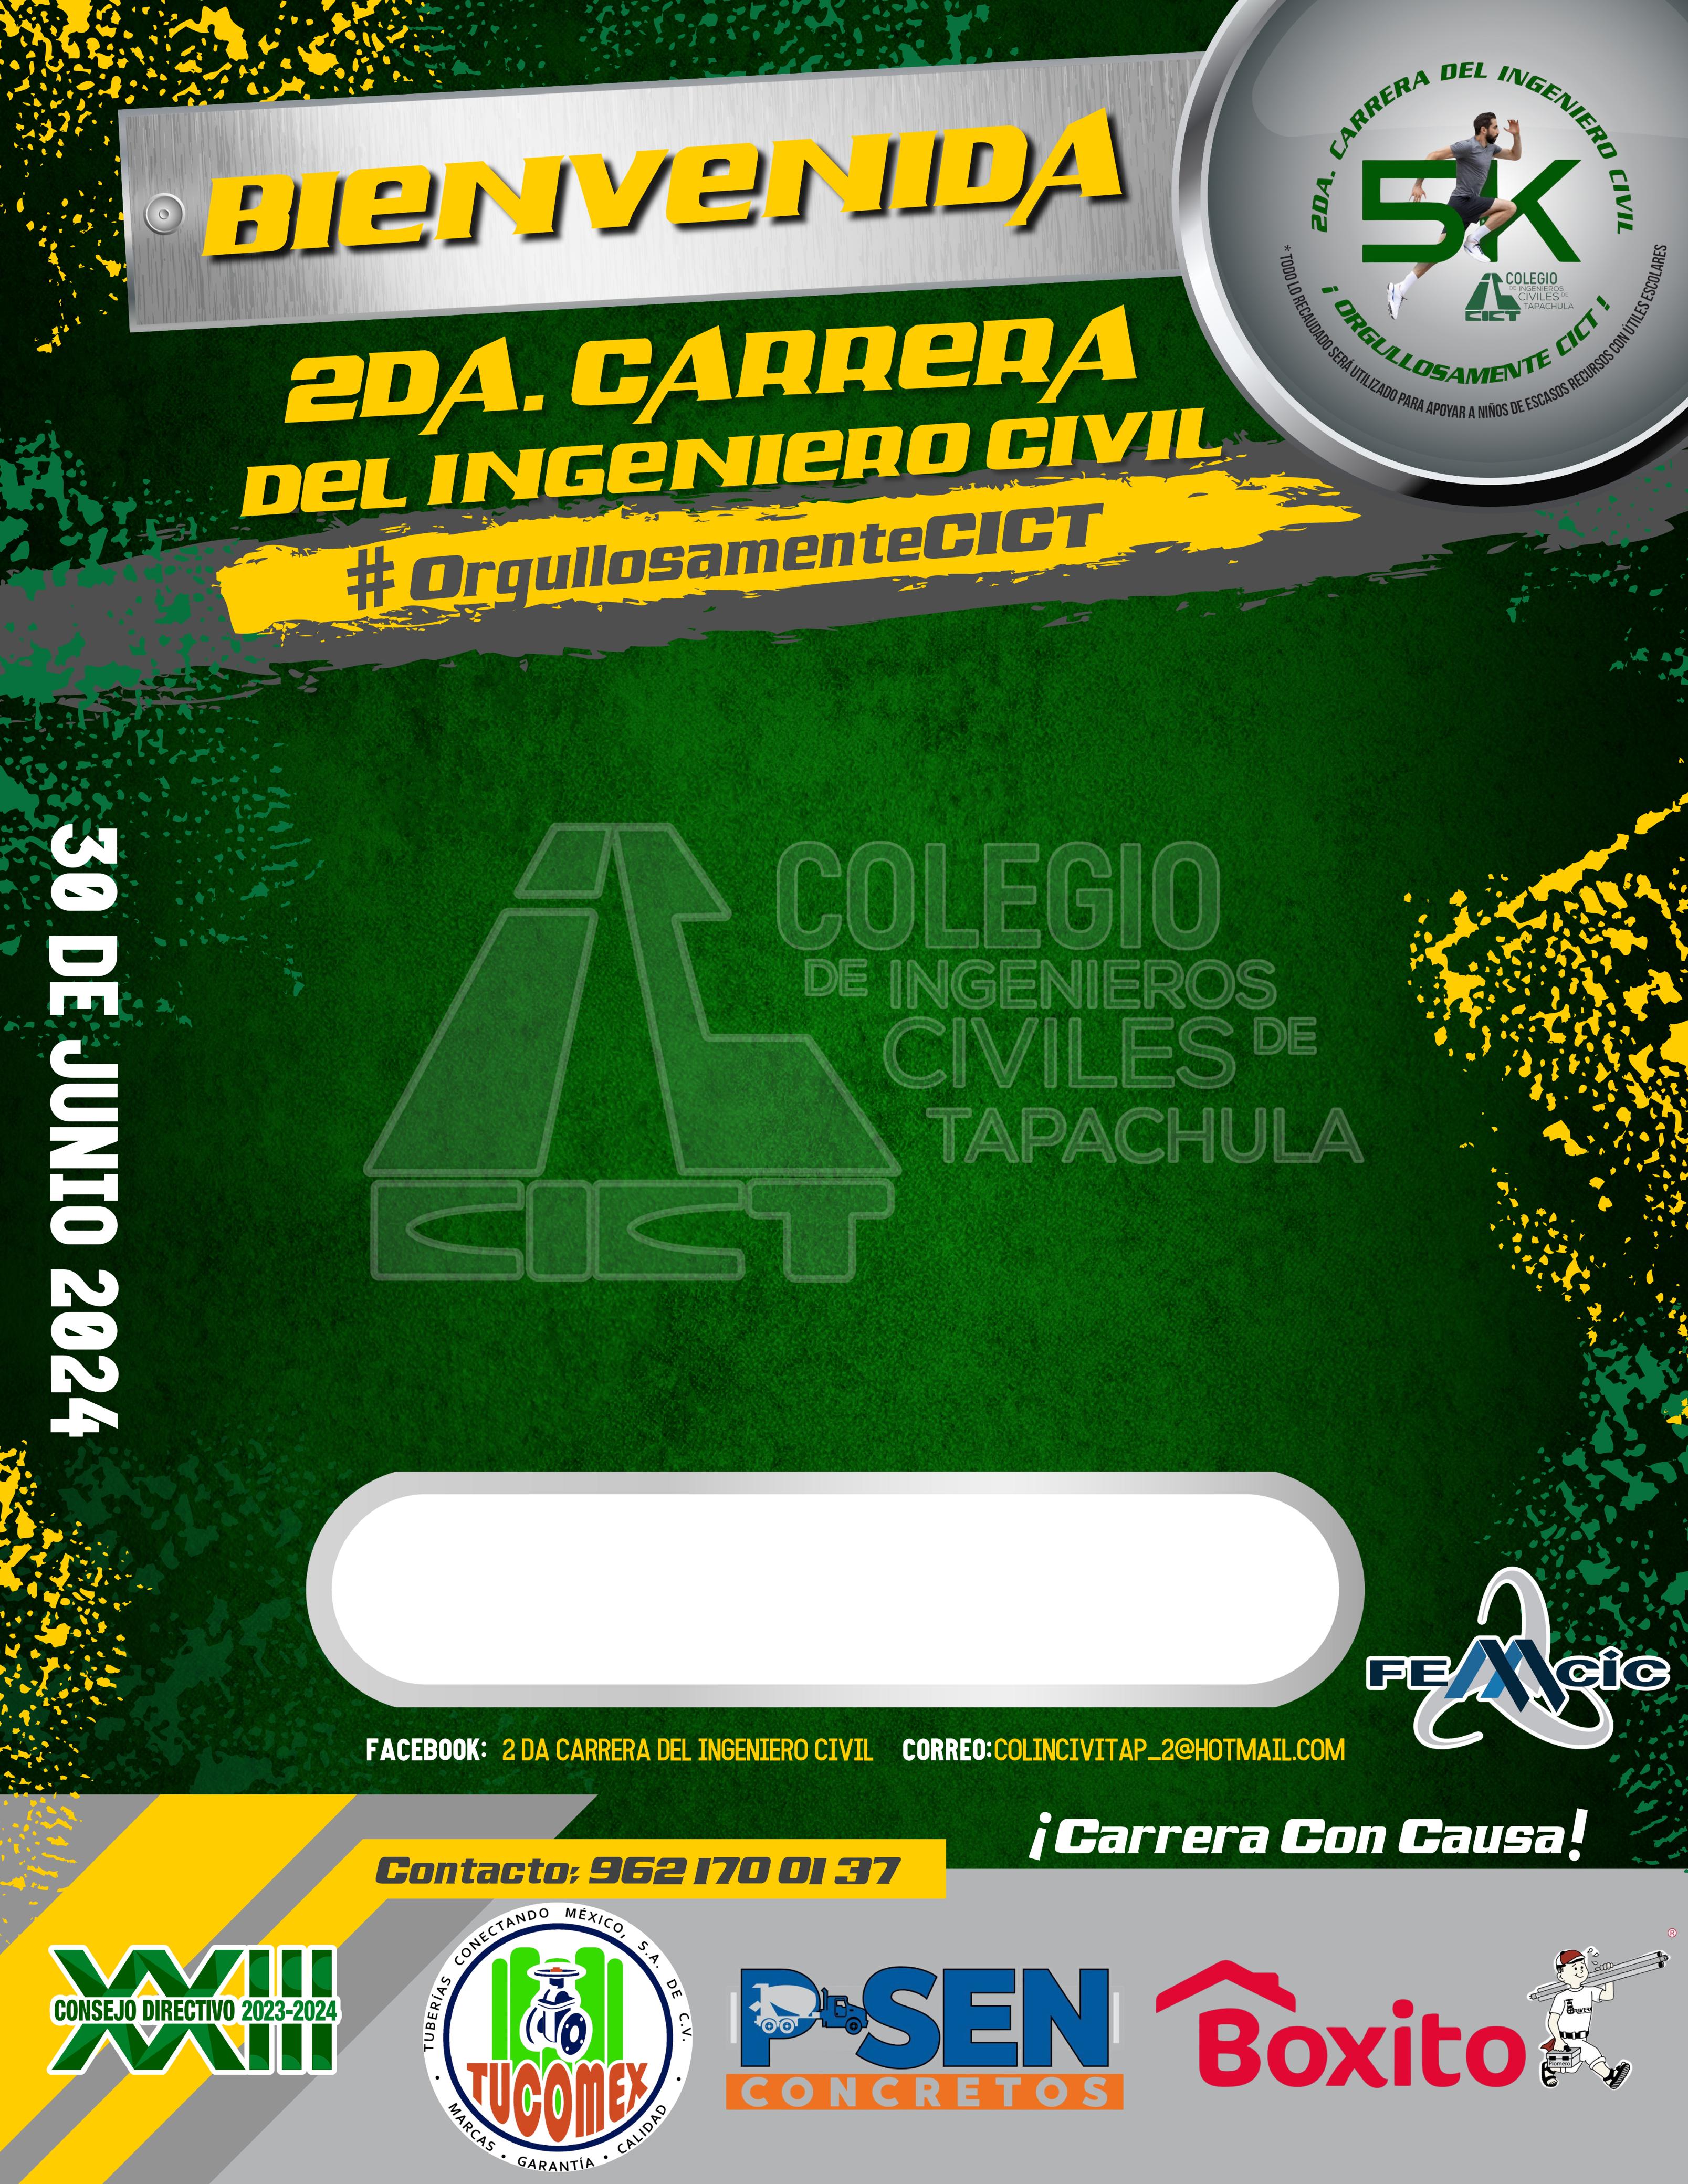 BIENVENIDA
2DA. CARRERA DEL INGENIERO CIVIL
5K
COLEGIO
DE INGENIEROS
CIVILES DE
TAPACHULA
CICT
¡ ORGULLOSAMENTE CICT !
* TODO LO RECAUDADO SERÁ UTILIZADO PARA APOYAR A NIÑOS DE ESCASOS RECURSOS CON ÚTILES ESCOLARES
2DA. CARRERA
DEL INGENIERO CIVIL
# OrgullosamenteCICT
30 DE JUNIO 2024
COLEGIO
DE INGENIEROS
CIVILES DE
TAPACHULA
CICT
FEMCIC
FACEBOOK: 2 DA CARRERA DEL INGENIERO CIVIL CORREO:COLINCIVITAP_2@HOTMAIL.COM
¡Carrera Con Causa!
Contacto: 962 170 01 37
XXIII
CONSEJO DIRECTIVO 2023-2024
TUBERÍAS CONECTANDO MÉXICO, S.A. DE C.V.
TUCOMEX
MARCAS • GARANTÍA • CALIDAD
PASEN
CONCRETOS
Boxito
®